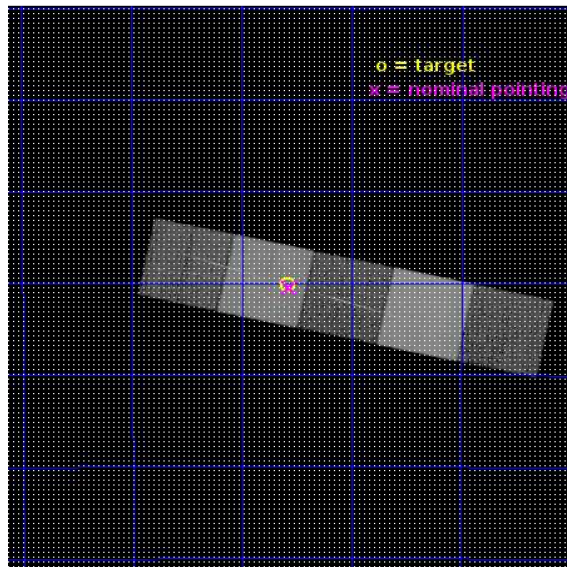 o = target
x = nominal pointing